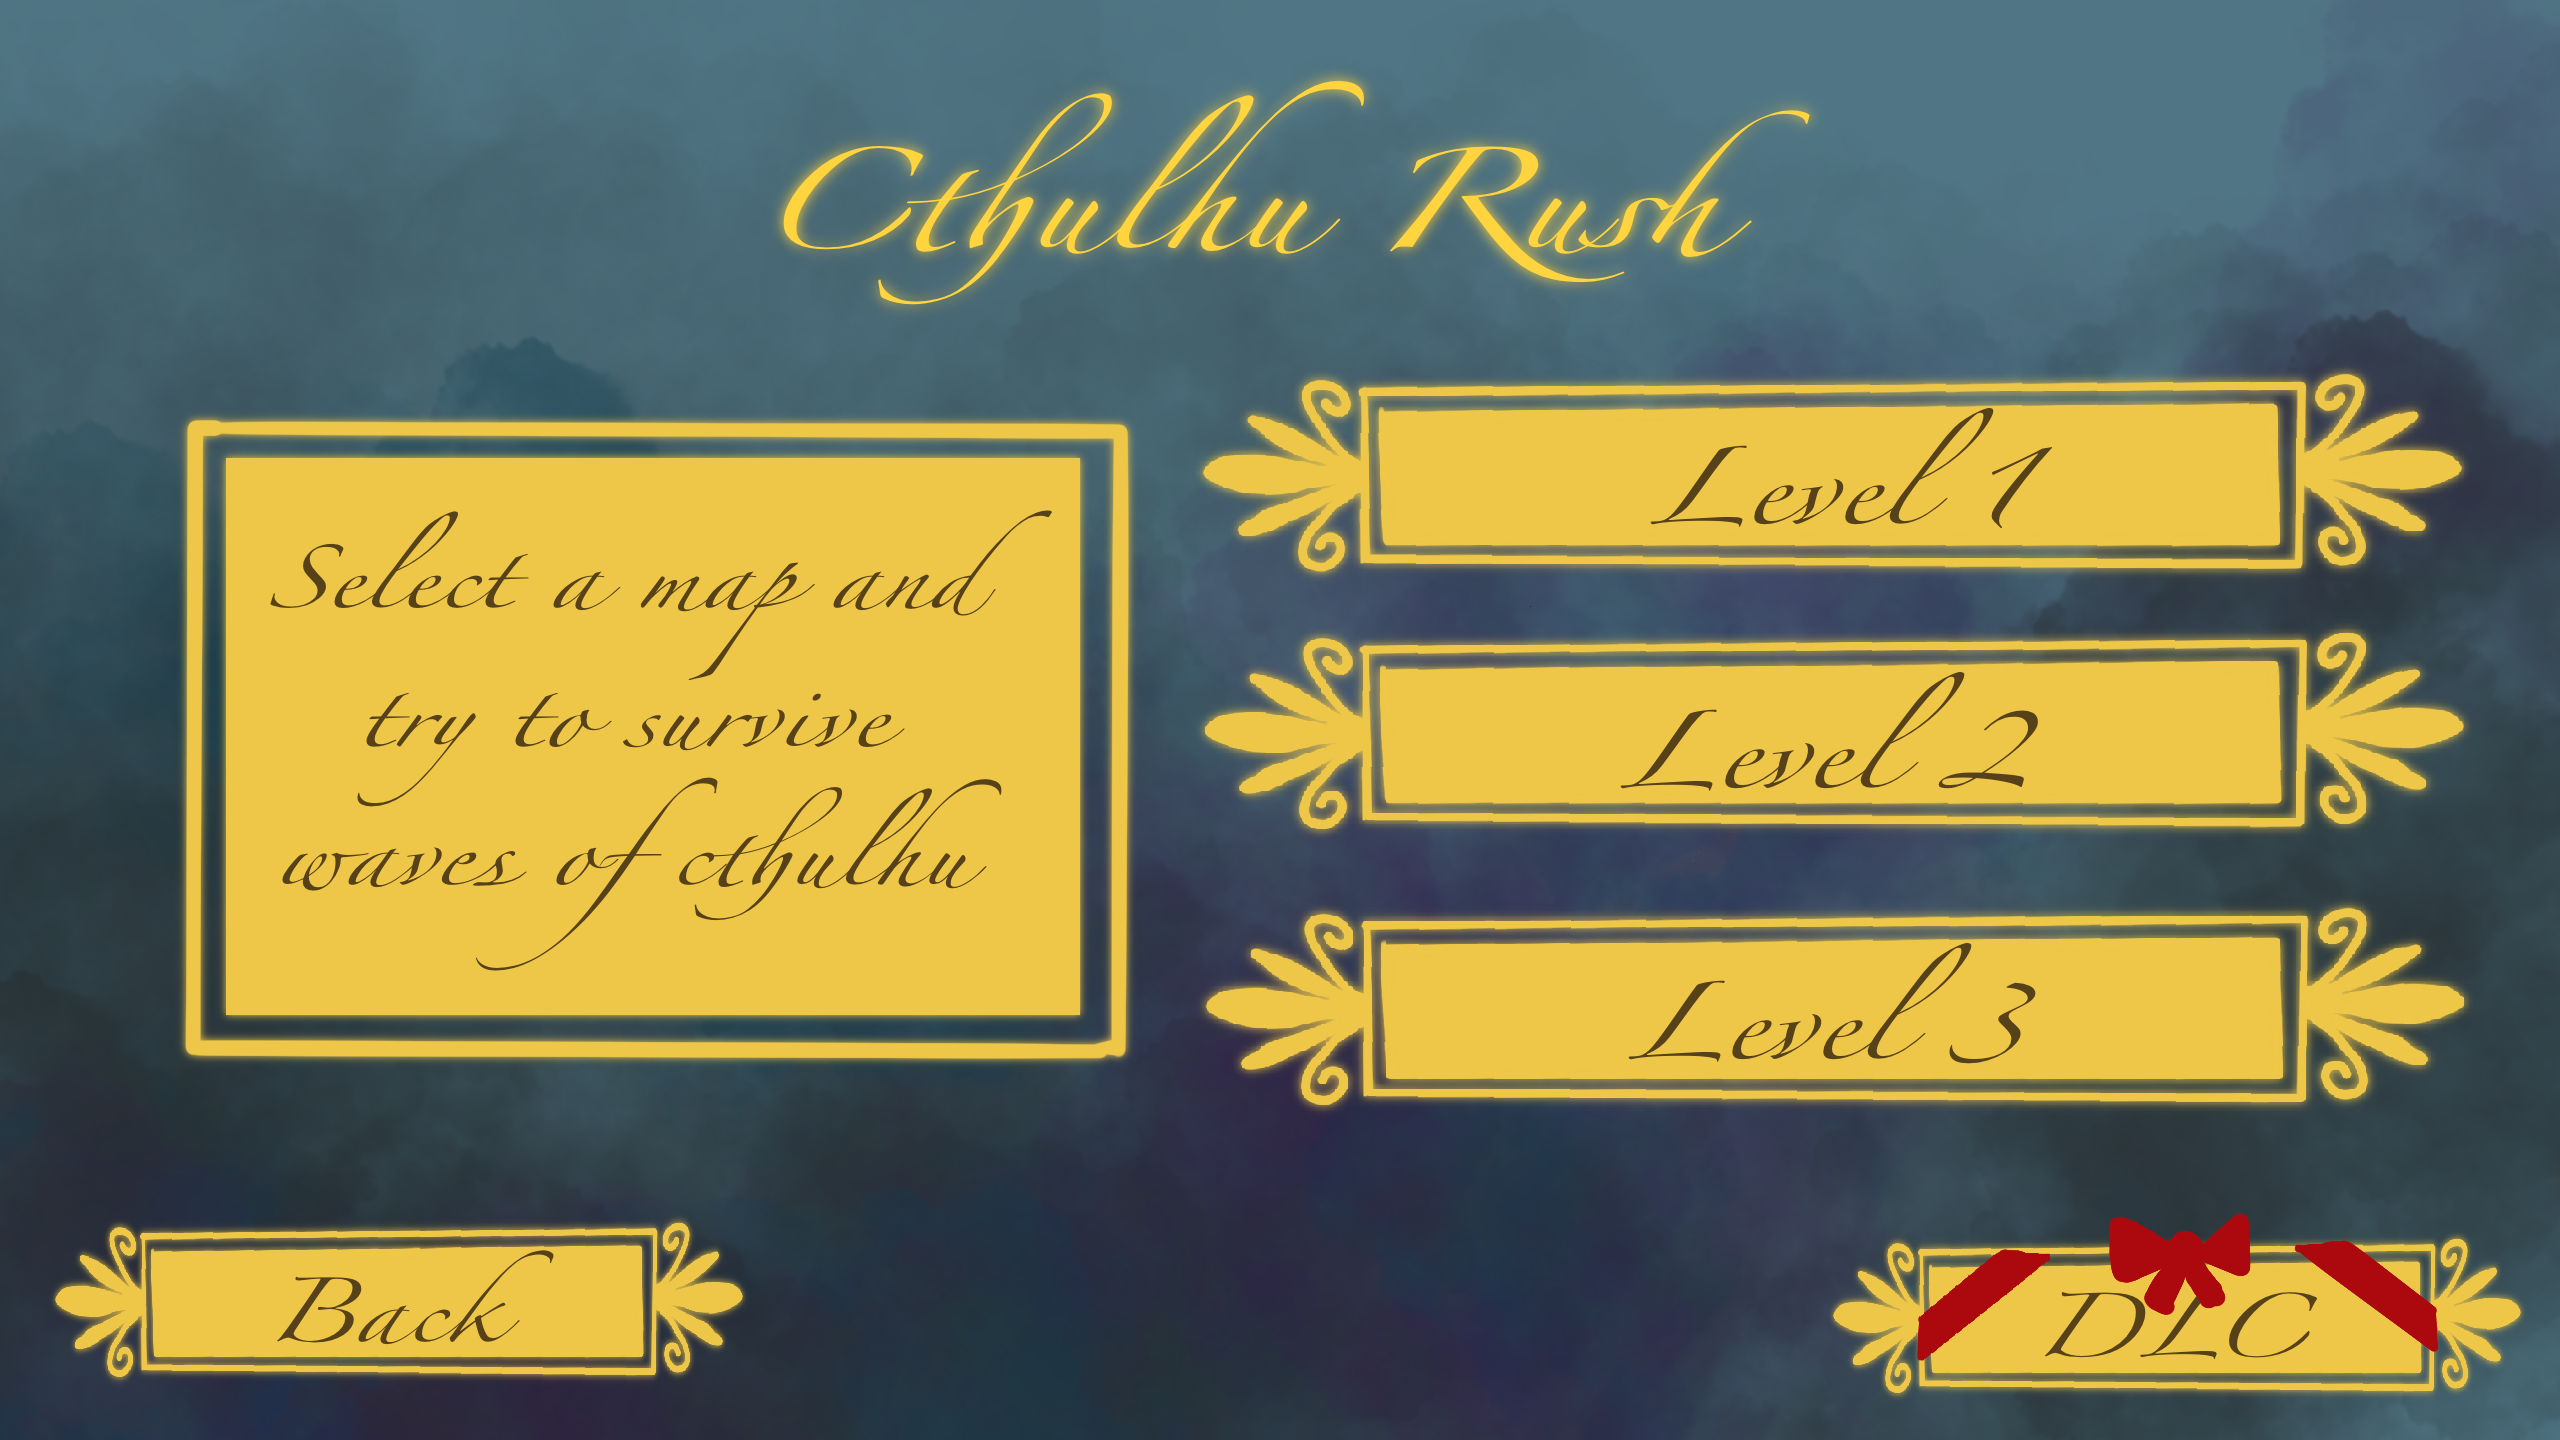 Cthulhu Rush
Select a map and
try to survive
waves of cthulhu
Level 1
Level 2
Level 3
Back
DLC